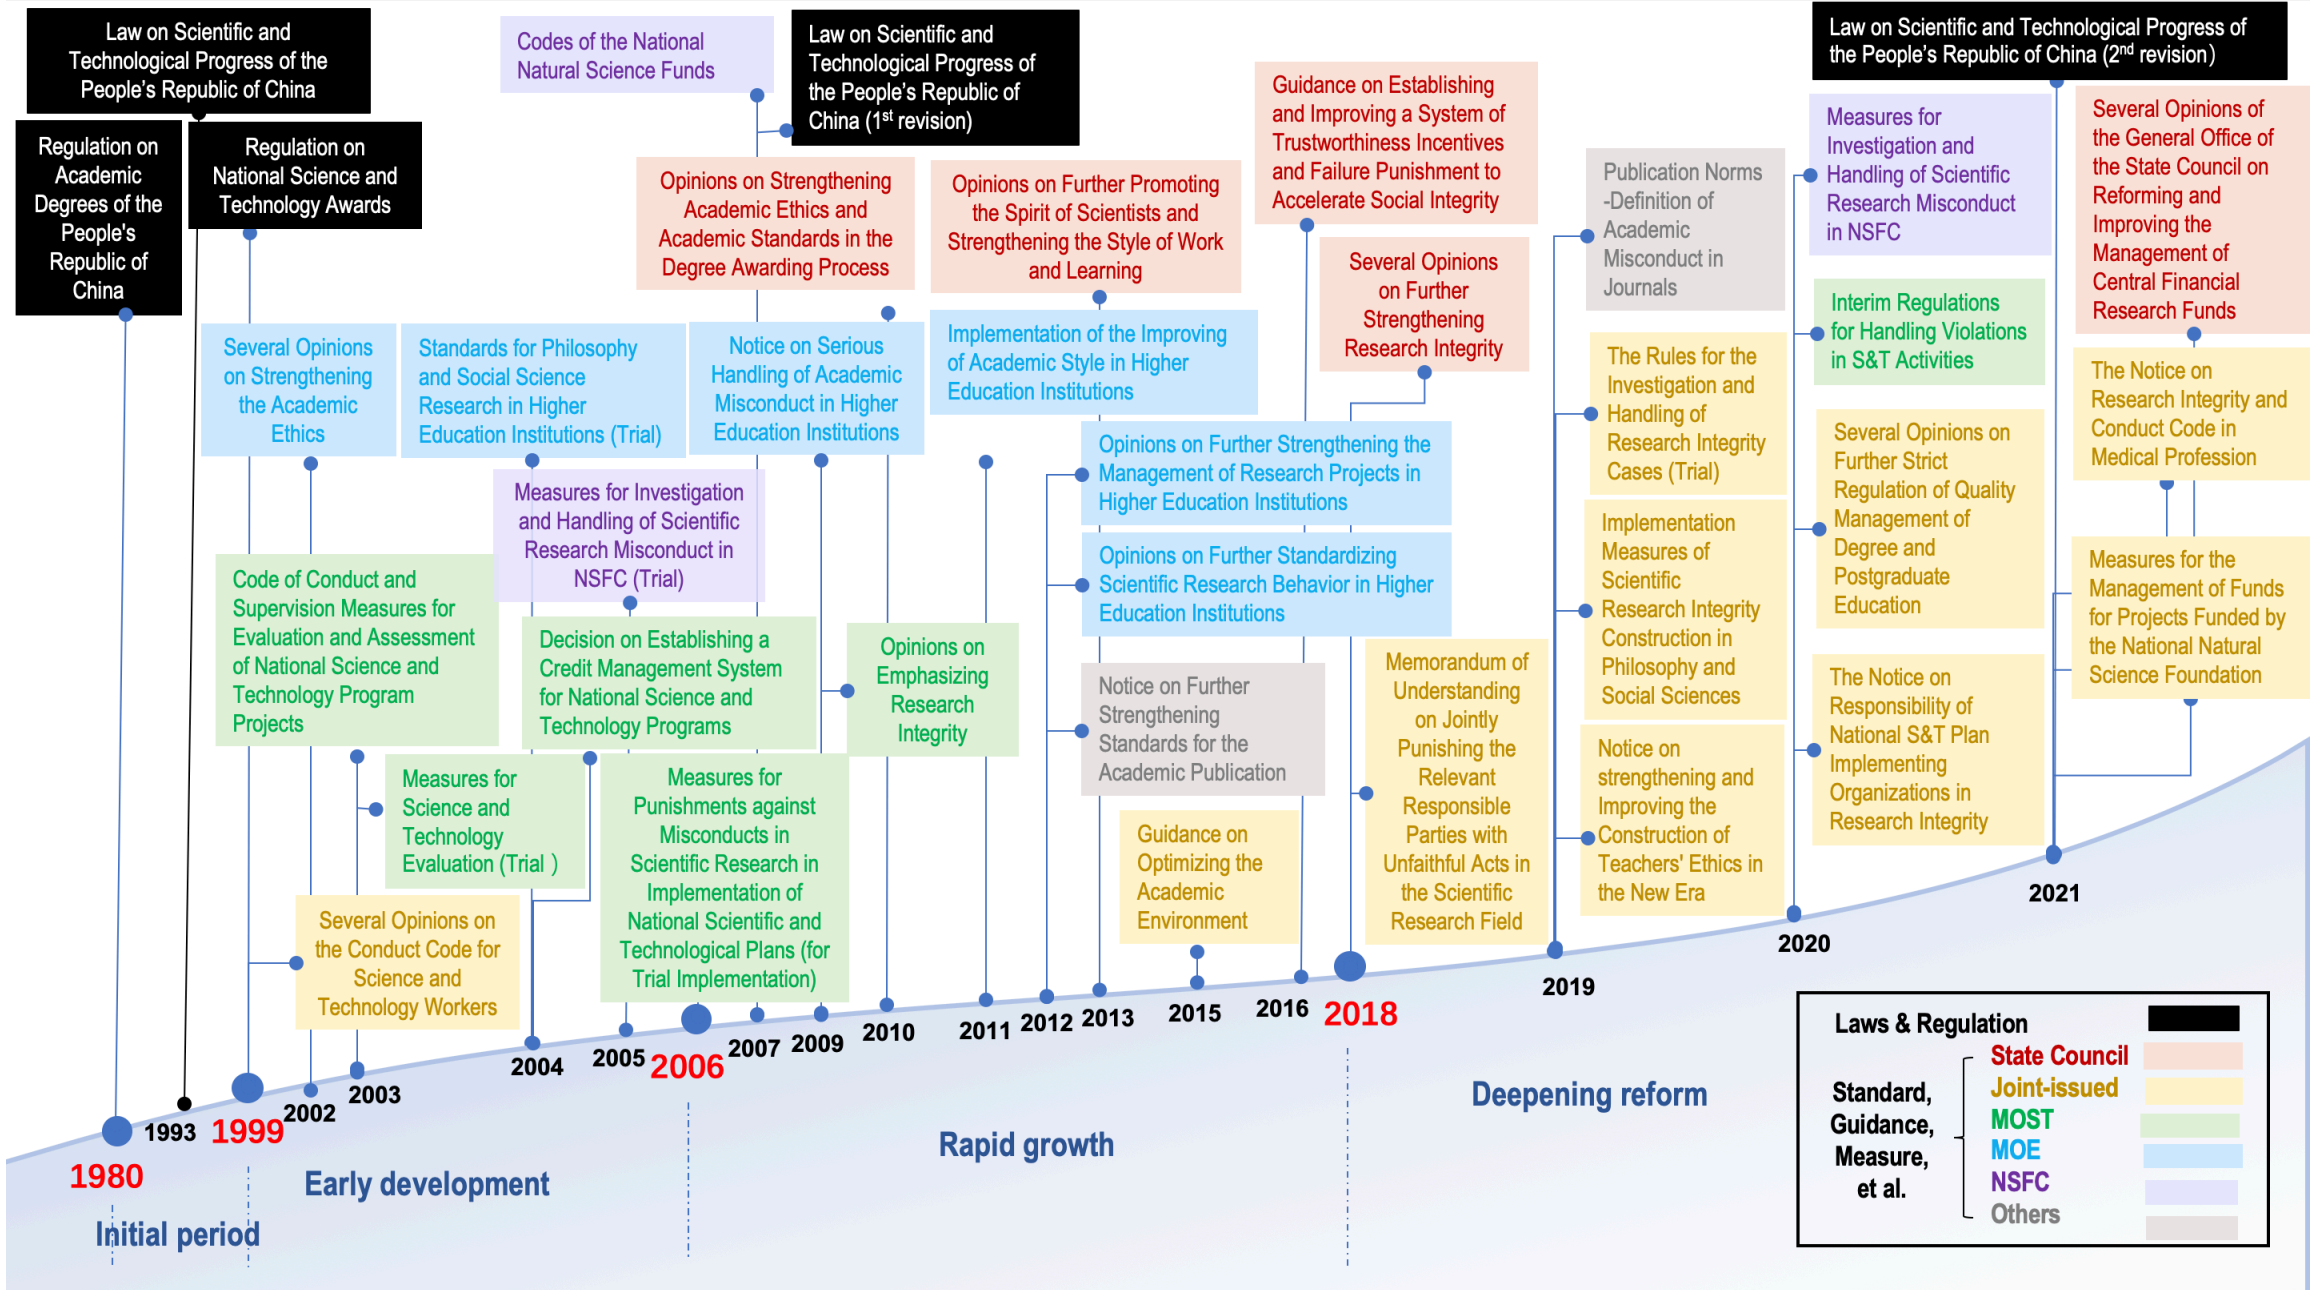 Law on Scientific and
Technological Progress of the
People's Republic of China
Regulation on
Academic
Degrees of the
People's
Republic of
China
Regulation on
National Science and
Technology Awards
Codes of the National
Natural Science Funds
Law on Scientific and
Technological Progress of
the People's Republic of
China (1st revision)
Opinions on Strengthening
Academic Ethics and
Academic Standards in the
Degree Awarding Process
Opinions on Further Promoting
the Spirit of Scientists and
Strengthening the Style of Work
and Learning
Guidance on Establishing
and Improving a System of
Trustworthiness Incentives
and Failure Punishment to
Accelerate Social Integrity
Several Opinions
on Further
Strengthening
Research Integrity
Publication Norms
-Definition of
Academic
Misconduct in
Journals
Law on Scientific and Technological Progress of
the People's Republic of China (2nd revision)
Measures for
Investigation and
Handling of Scientific
Research Misconduct
in NSFC
Several Opinions of
the General Office of
the State Council on
Reforming and
Improving the
Management of
Central Financial
Research Funds
Several Opinions
on Strengthening
the Academic
Ethics
Standards for Philosophy
and Social Science
Research in Higher
Education Institutions (Trial)
Notice on Serious
Handling of Academic
Misconduct in Higher
Education Institutions
Implementation of the Improving
of Academic Style in Higher
Education Institutions
Opinions on Further Strengthening the
Management of Research Projects in
Higher Education Institutions
Opinions on Further Standardizing
Scientific Research Behavior in Higher
Education Institutions
The Rules for the
Investigation and
Handling of
Research Integrity
Cases (Trial)
Interim Regulations
for Handling Violations
in S&T Activities
The Notice on
Research Integrity and
Conduct Code in
Medical Profession
Several Opinions on
Further Strict
Regulation of Quality
Management of
Degree and
Postgraduate
Education
Measures for Investigation
and Handling of Scientific
Research Misconduct in
NSFC (Trial)
Code of Conduct and
Supervision Measures for
Evaluation and Assessment
of National Science and
Technology Program
Projects
Decision on Establishing a
Credit Management System
for National Science and
Technology Programs
Opinions on
Emphasizing
Research
Integrity
Notice on Further
Strengthening
Standards for the
Academic Publication
Memorandum of
Understanding
on Jointly
Punishing the
Relevant
Responsible
Parties with
Unfaithful Acts in
the Scientific
Research Field
Implementation
Measures of
Scientific
Research Integrity
Construction in
Philosophy and
Social Sciences
Measures for the
Management of Funds
for Projects Funded by
the National Natural
Science Foundation
The Notice on
Responsibility of
National S&T Plan
Implementing
Organizations in
Research Integrity
Notice on
strengthening and
Improving the
Construction of
Teachers' Ethics in
the New Era
Measures for
Science and
Technology
Evaluation (Trial )
Measures for
Punishments against
Misconducts in
Scientific Research in
Implementation of
National Scientific and
Technological Plans (for
Trial Implementation)
Guidance on
Optimizing the
Academic
Environment
Several Opinions on
the Conduct Code for
Science and
Technology Workers
1980
1993
1999
2002
2003
2004
2005
2006
2007
2009
2010
2011
2012
2013
2015
2016
2018
2019
2020
2021
Initial period
Early development
Rapid growth
Deepening reform
Laws & Regulation
Standard,
Guidance,
Measure,
et al.
State Council
Joint-issued
MOST
MOE
NSFC
Others